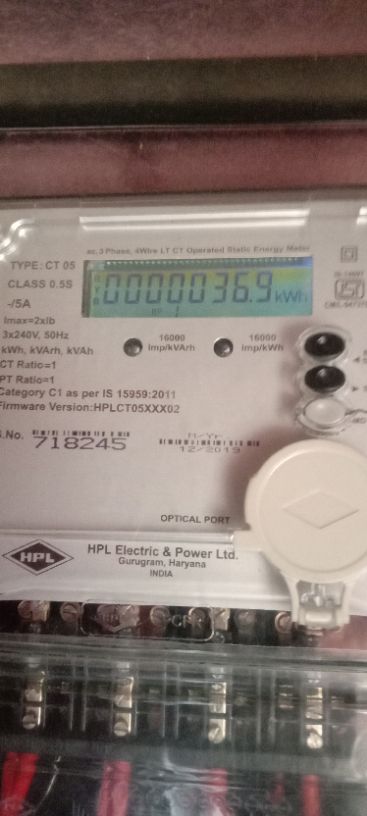 ac. 3 Phase, 4Wire LT CT Operated Static Energy Meter
TYPE: CT 05
CLASS 0.5S
-/5A
Imax=2xIb
3x240V, 50Hz
kWh, kVArh, kVAh
CT Ratio=1
PT Ratio=1
Category C1 as per IS 15959:2011
Firmware Version:HPLCT05XXX02
0000036.9 kWh
16000 Imp/kVArh
16000 Imp/kWh
S.No.
718245
M/Yr
12/2019
OPTICAL PORT
HPL
HPL Electric & Power Ltd.
Gurugram, Haryana
INDIA